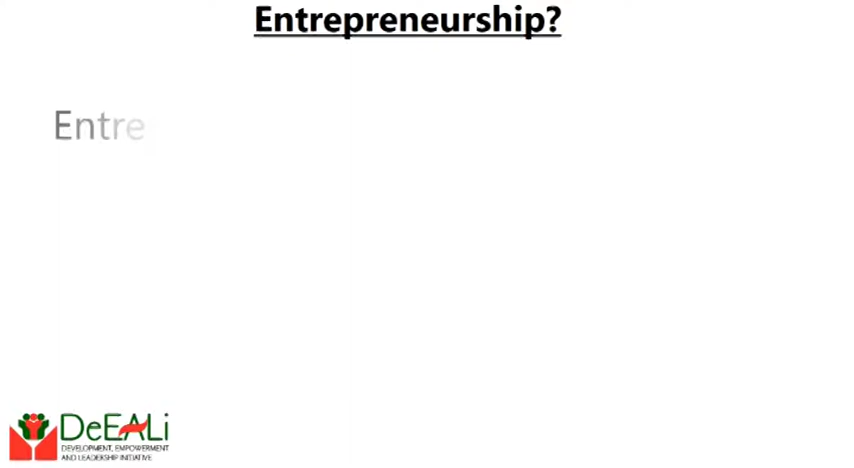 Entrepreneurship?
Entre
DeEALi
DEVELOPMENT, EMPOWERMENT
AND LEADERSHIP INITIATIVE